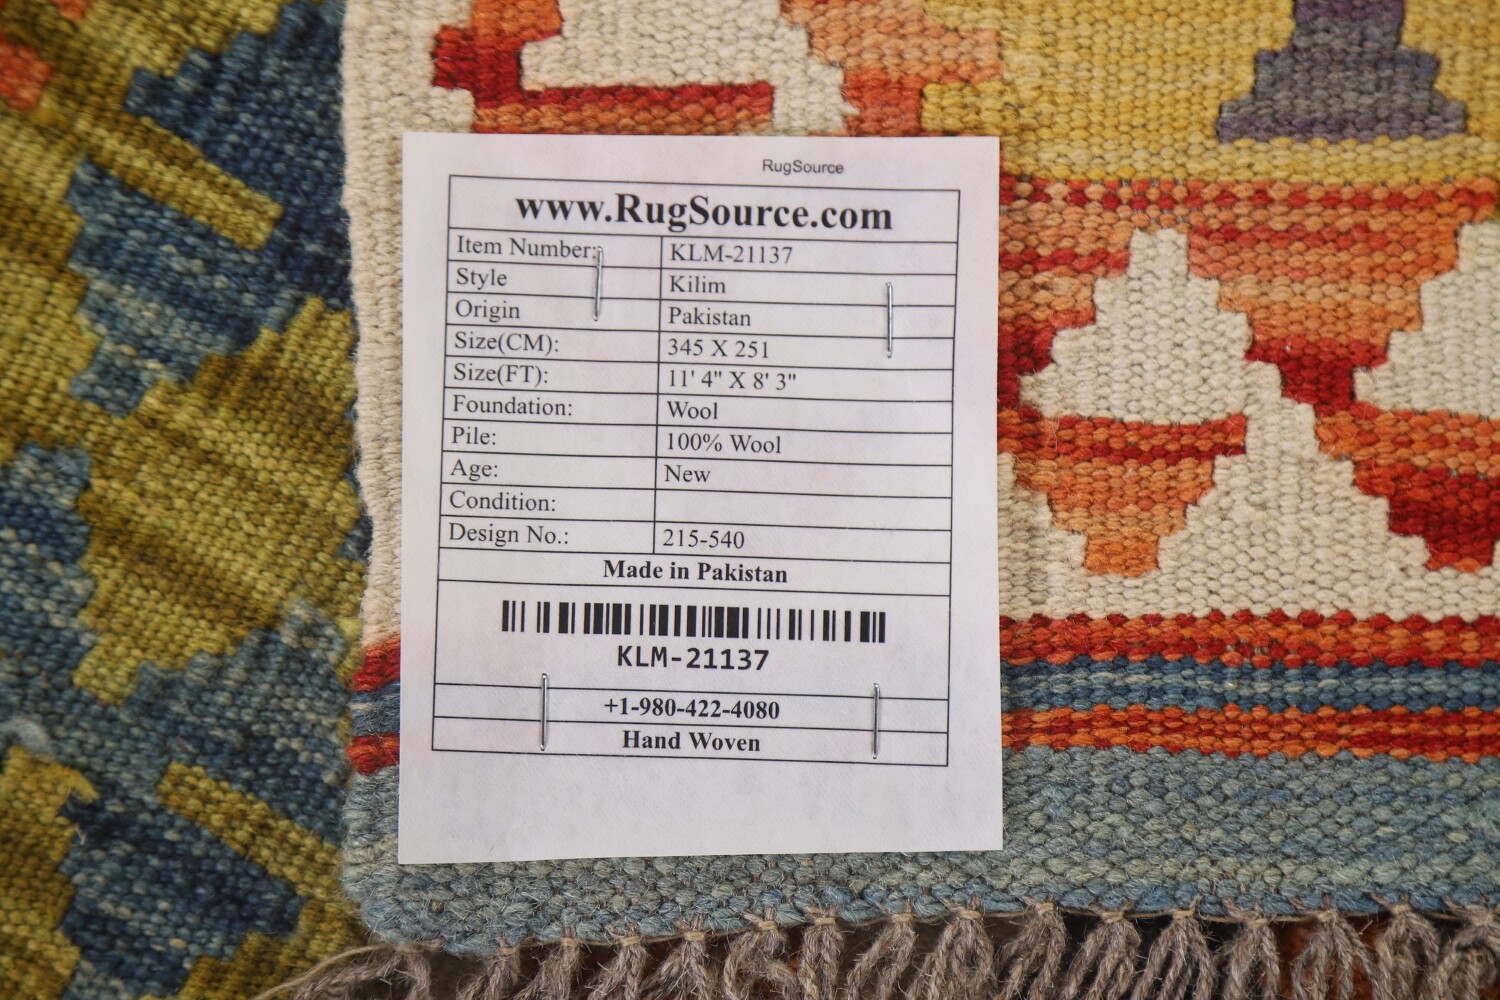 RugSource
www.RugSource.com
Item Number: KLM-21137
Style Kilim
Origin Pakistan
Size(CM): 345 X 251
Size(FT): 11' 4" X 8' 3"
Foundation: Wool
Pile: 100% Wool
Age: New
Condition:
Design No.: 215-540
Made in Pakistan
KLM-21137
+1-980-422-4080
Hand Woven